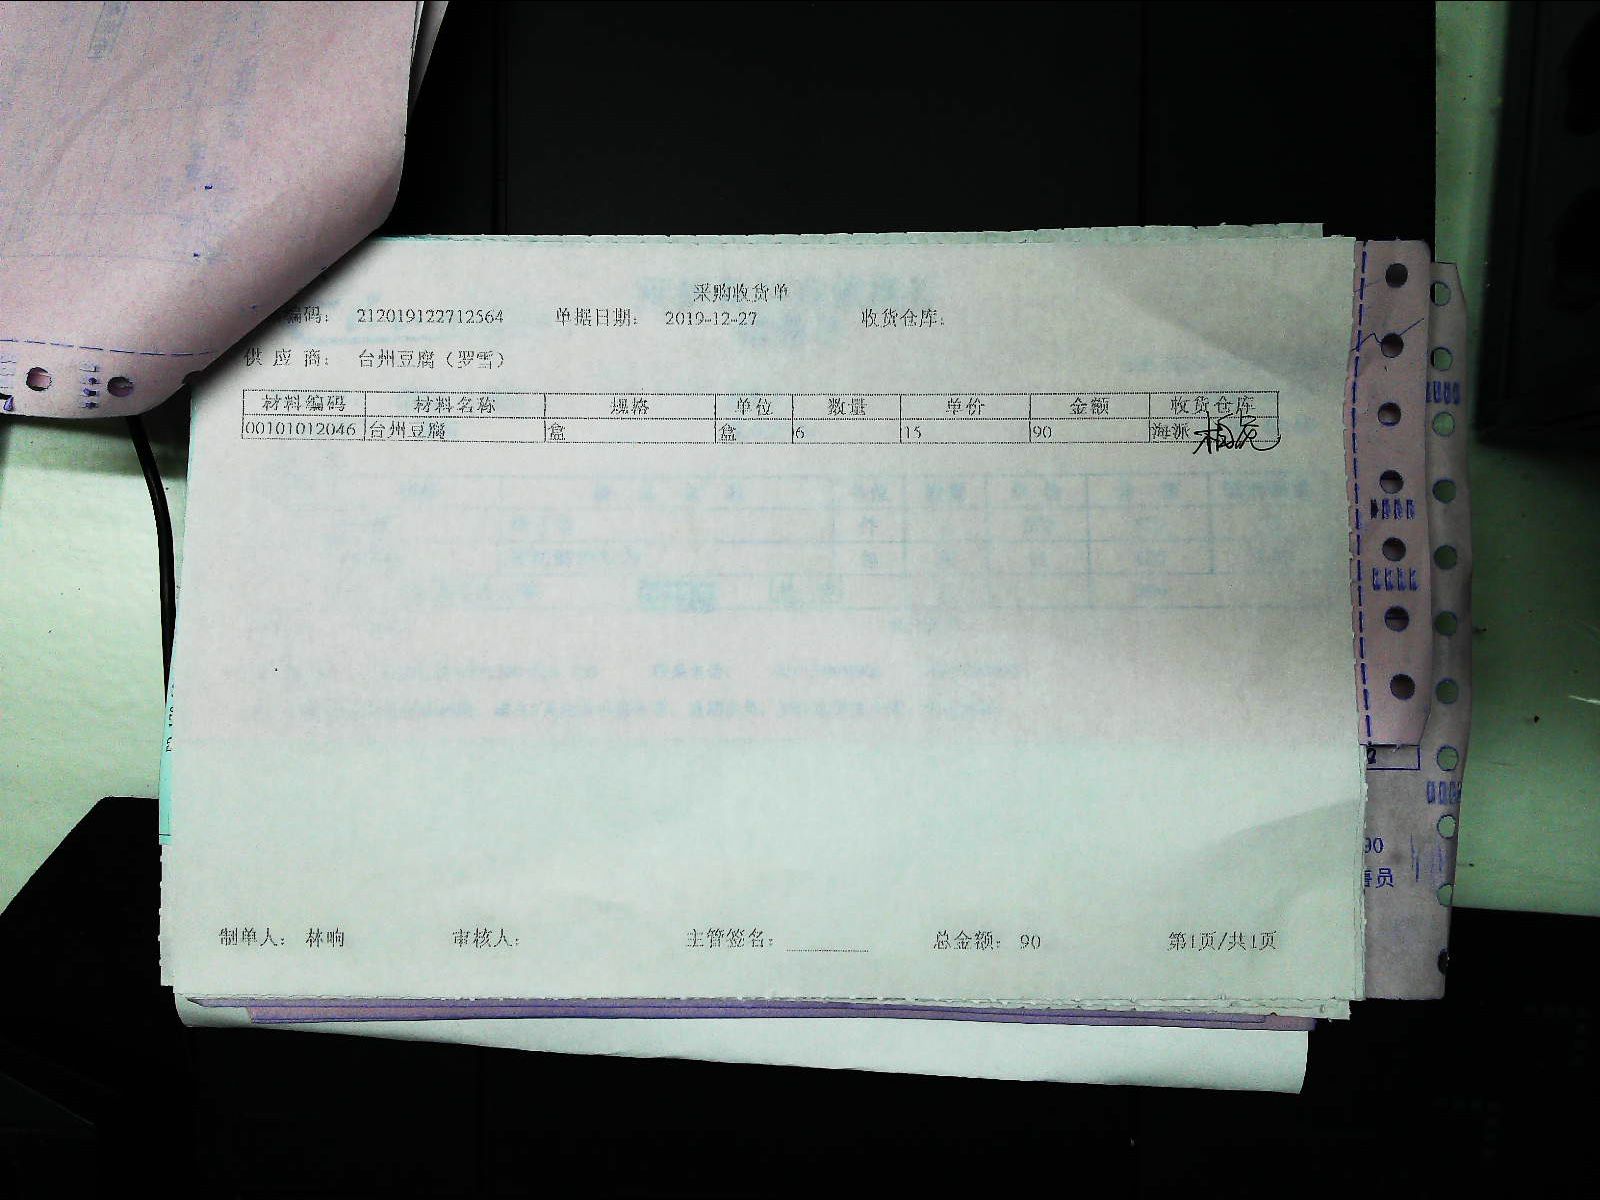 采购收货单
编码： 212019122712564 单据日期： 2019-12-27 收货仓库：
供 应 商： 台州豆腐（罗雪）
材料编码 材料名称 规格 单位 数量 单价 金额 收货仓库
00101012046 台州豆腐 盒 盒 6 15 90 海派
90
员
制单人： 林响 审核人： 主管签名： 总金额： 90 第1页/共1页